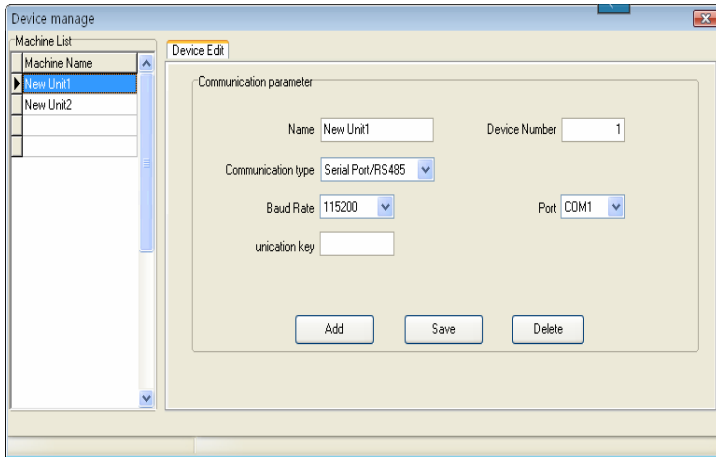 Device manage
Machine List
Machine Name
New Unit1
New Unit2
Device Edit
Communication parameter
Name New Unit1 Device Number 1
Communication type Serial Port/RS485
Baud Rate 115200 Port COM1
unication key
Add Save Delete